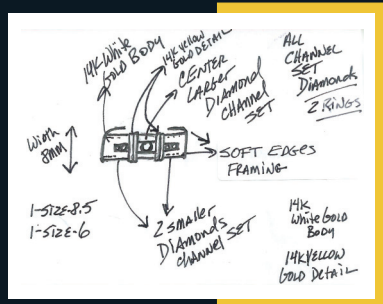 14K White
Gold Body
14K Yellow
Gold Detail
CENTER
LARGER
Diamond
Channel
SET
ALL
CHANNEL
SET
Diamonds
2 RINGS
Width
8MM
SOFT EDGES
FRAMING
1-SIZE-8.5
1-SIZE-6
2 Smaller
Diamonds
Channel SET
14K
White Gold
Body
14K Yellow
Gold Detail